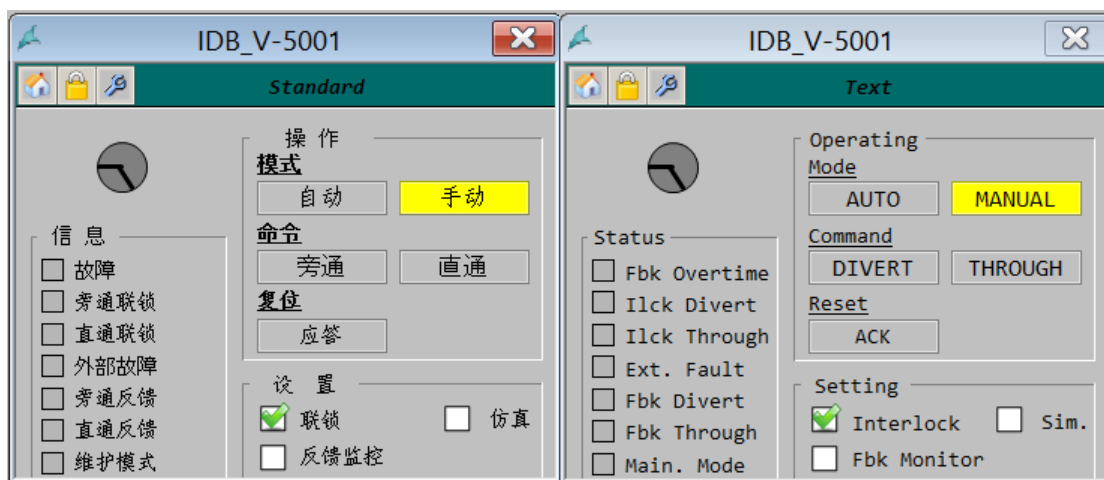 IDB_V-5001
Standard
操 作
模式
自动 手动
命令
旁通 直通
复位
应答
信息
故障
旁通联锁
直通联锁
外部故障
旁通反馈
直通反馈
维护模式
设 置
联锁 仿真
反馈监控
IDB_V-5001
Text
Operating
Mode
AUTO MANUAL
Command
DIVERT THROUGH
Reset
ACK
Status
Fbk Overtime
Ilck Divert
Ilck Through
Ext. Fault
Fbk Divert
Fbk Through
Main. Mode
Setting
Interlock Sim.
Fbk Monitor